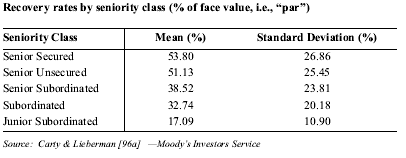 Recovery rates by seniority class (% of face value, i.e., “par”)
Seniority Class Mean (%) Standard Deviation (%)
Senior Secured 53.80 26.86
Senior Unsecured 51.13 25.45
Senior Subordinated 38.52 23.81
Subordinated 32.74 20.18
Junior Subordinated 17.09 10.90
Source: Carty & Lieberman [96a] —Moody’s Investors Service